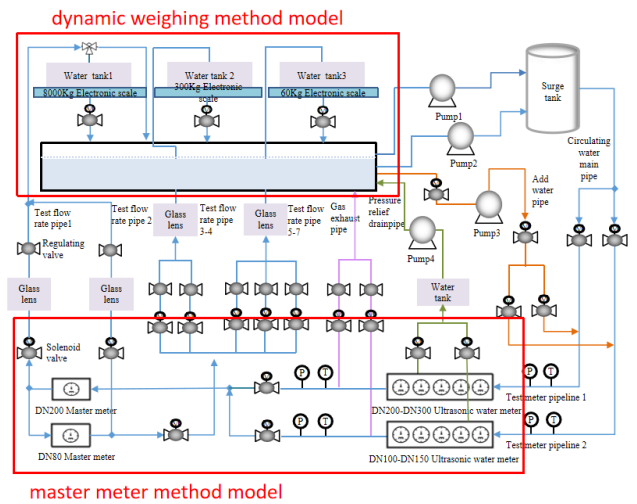 dynamic weighing method model
Water tank1
8000Kg Electronic scale
Water tank 2
300Kg Electronic
scale
Water tank3
60Kg Electronic scale
Pump1
Surge
tank
Pump2
Circulating
water
main
pipe
Test flow
rate pipe1
Test flow
rate pipe 2
Glass
lens
Test flow
rate pipe
3-4
Glass
lens
Test flow
rate pipe
5-7
Gas
exhaust
pipe
Pressure
relief
drainpipe
Pump3
Add
water
pipe
Pump4
Regulating
valve
Glass
lens
Glass
lens
Water
tank
Solenoid
valve
P
T
P
T
DN200 Master meter
DN200-DN300 Ultrasonic water meter
Test meter pipeline 1
P
T
P
T
DN80 Master meter
DN100-DN150 Ultrasonic water meter
Test meter pipeline 2
master meter method model